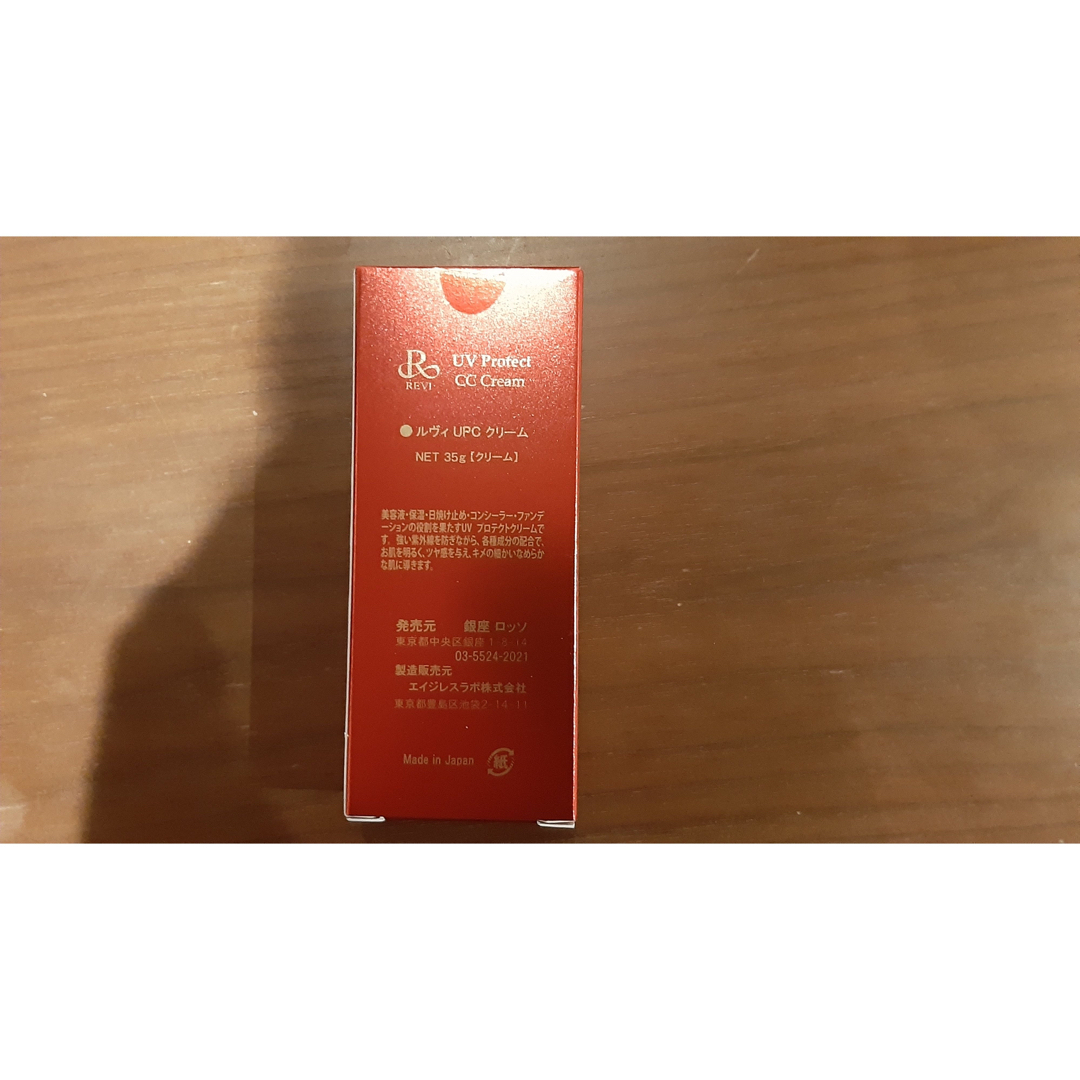 R
REVI
UV Protect
CC Cream
●ルヴィ UPC クリーム
NET 35g【クリーム】
美容液・保湿・日焼け止め・コンシーラー・ファンデ
ーションの役割を果たすUV プロテクトクリームで
す。強い紫外線を防ぎながら、各種成分の配合で、
お肌を明るく、ツヤ感を与え、キメの細かいなめらか
な肌に導きます。
発売元 銀座 ロッソ
東京都中央区銀座1-8-14
03-5524-2021
製造販売元
エイジレスラボ株式会社
東京都豊島区池袋2-14-11
Made in Japan 紙